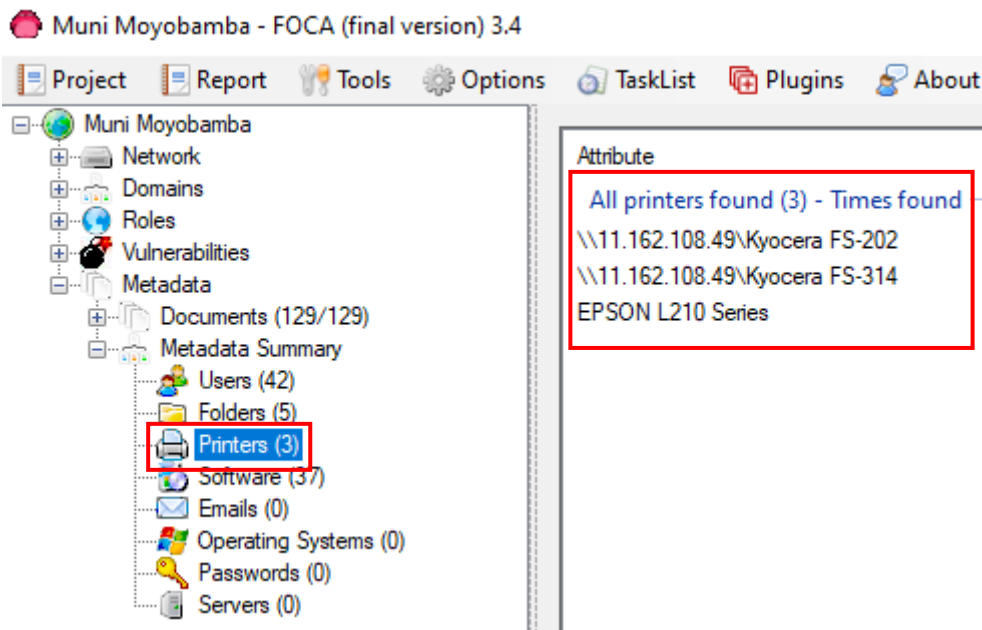 Muni Moyobamba - FOCA (final version) 3.4
Project Report Tools Options TaskList Plugins About
Muni Moyobamba
Network
Domains
Roles
Vulnerabilities
Metadata
Documents (129/129)
Metadata Summary
Users (42)
Folders (5)
Printers (3)
Software (37)
Emails (0)
Operating Systems (0)
Passwords (0)
Servers (0)
Attribute
All printers found (3) - Times found
\\11.162.108.49\Kyocera FS-202
\\11.162.108.49\Kyocera FS-314
EPSON L210 Series